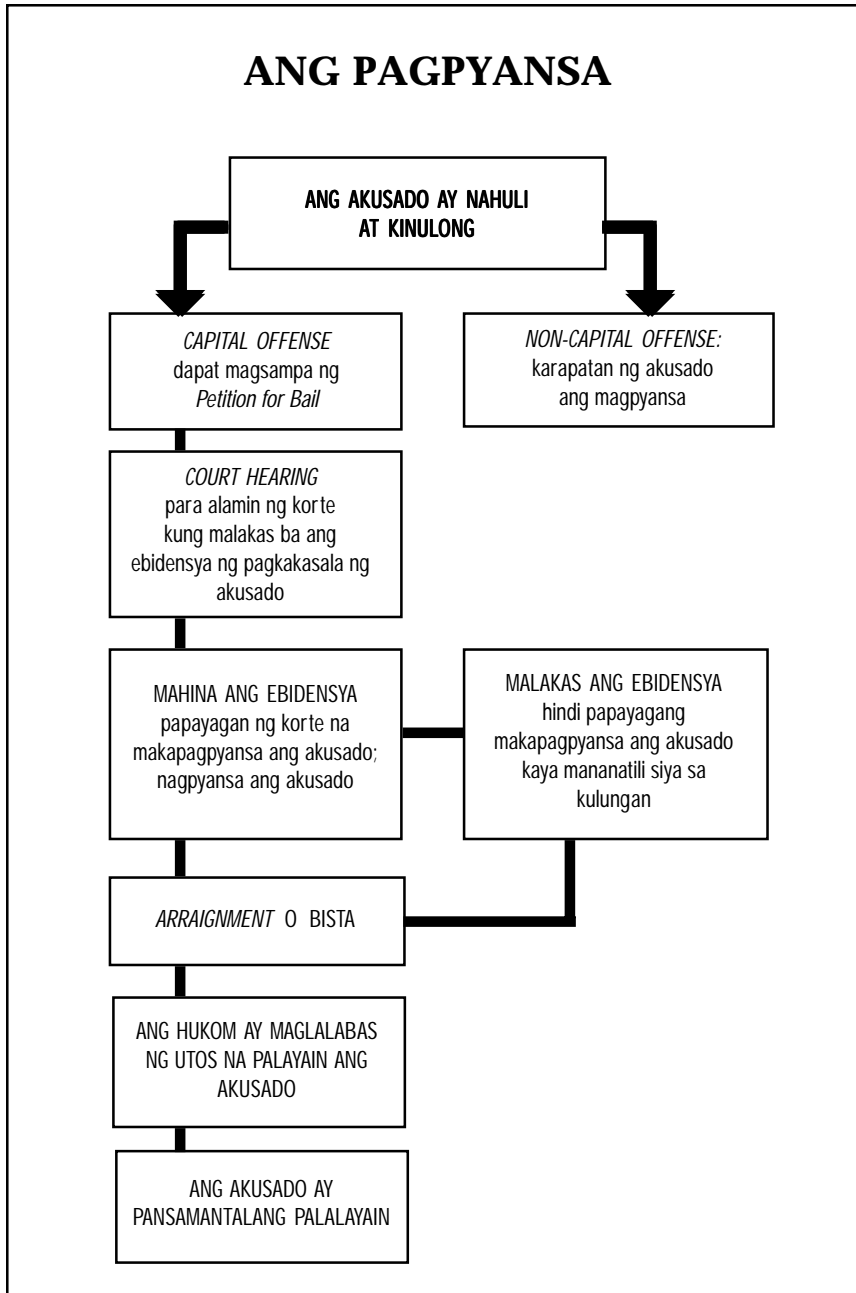 ANG PAGPYANSA
ANG AKUSADO AY NAHULI
AT KINULONG
CAPITAL OFFENSE
dapat magsampa ng
Petition for Bail
NON-CAPITAL OFFENSE:
karapatan ng akusado
ang magpyansa
COURT HEARING
para alamin ng korte
kung malakas ba ang
ebidensya ng pagkakasala ng
akusado
MAHINA ANG EBIDENSYA
papayagan ng korte na
makapagpyansa ang akusado;
nagpyansa ang akusado
MALAKAS ANG EBIDENSYA
hindi papayagang
makapagpyansa ang akusado
kaya mananatili siya sa
kulungan
ARRAIGNMENT O BISTA
ANG HUKOM AY MAGLALABAS
NG UTOS NA PALAYAIN ANG
AKUSADO
ANG AKUSADO AY
PANSAMANTALANG PALALAYAIN